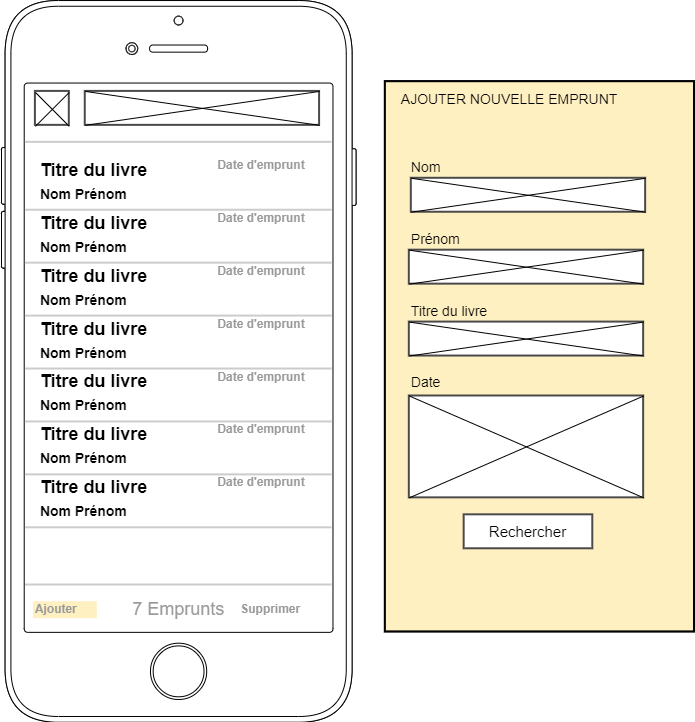 Titre du livre
Date d'emprunt
Nom Prénom
Titre du livre
Date d'emprunt
Nom Prénom
Titre du livre
Date d'emprunt
Nom Prénom
Titre du livre
Date d'emprunt
Nom Prénom
Titre du livre
Date d'emprunt
Nom Prénom
Titre du livre
Date d'emprunt
Nom Prénom
Titre du livre
Date d'emprunt
Nom Prénom
Ajouter
7 Emprunts
Supprimer
AJOUTER NOUVELLE EMPRUNT
Nom
Prénom
Titre du livre
Date
Rechercher